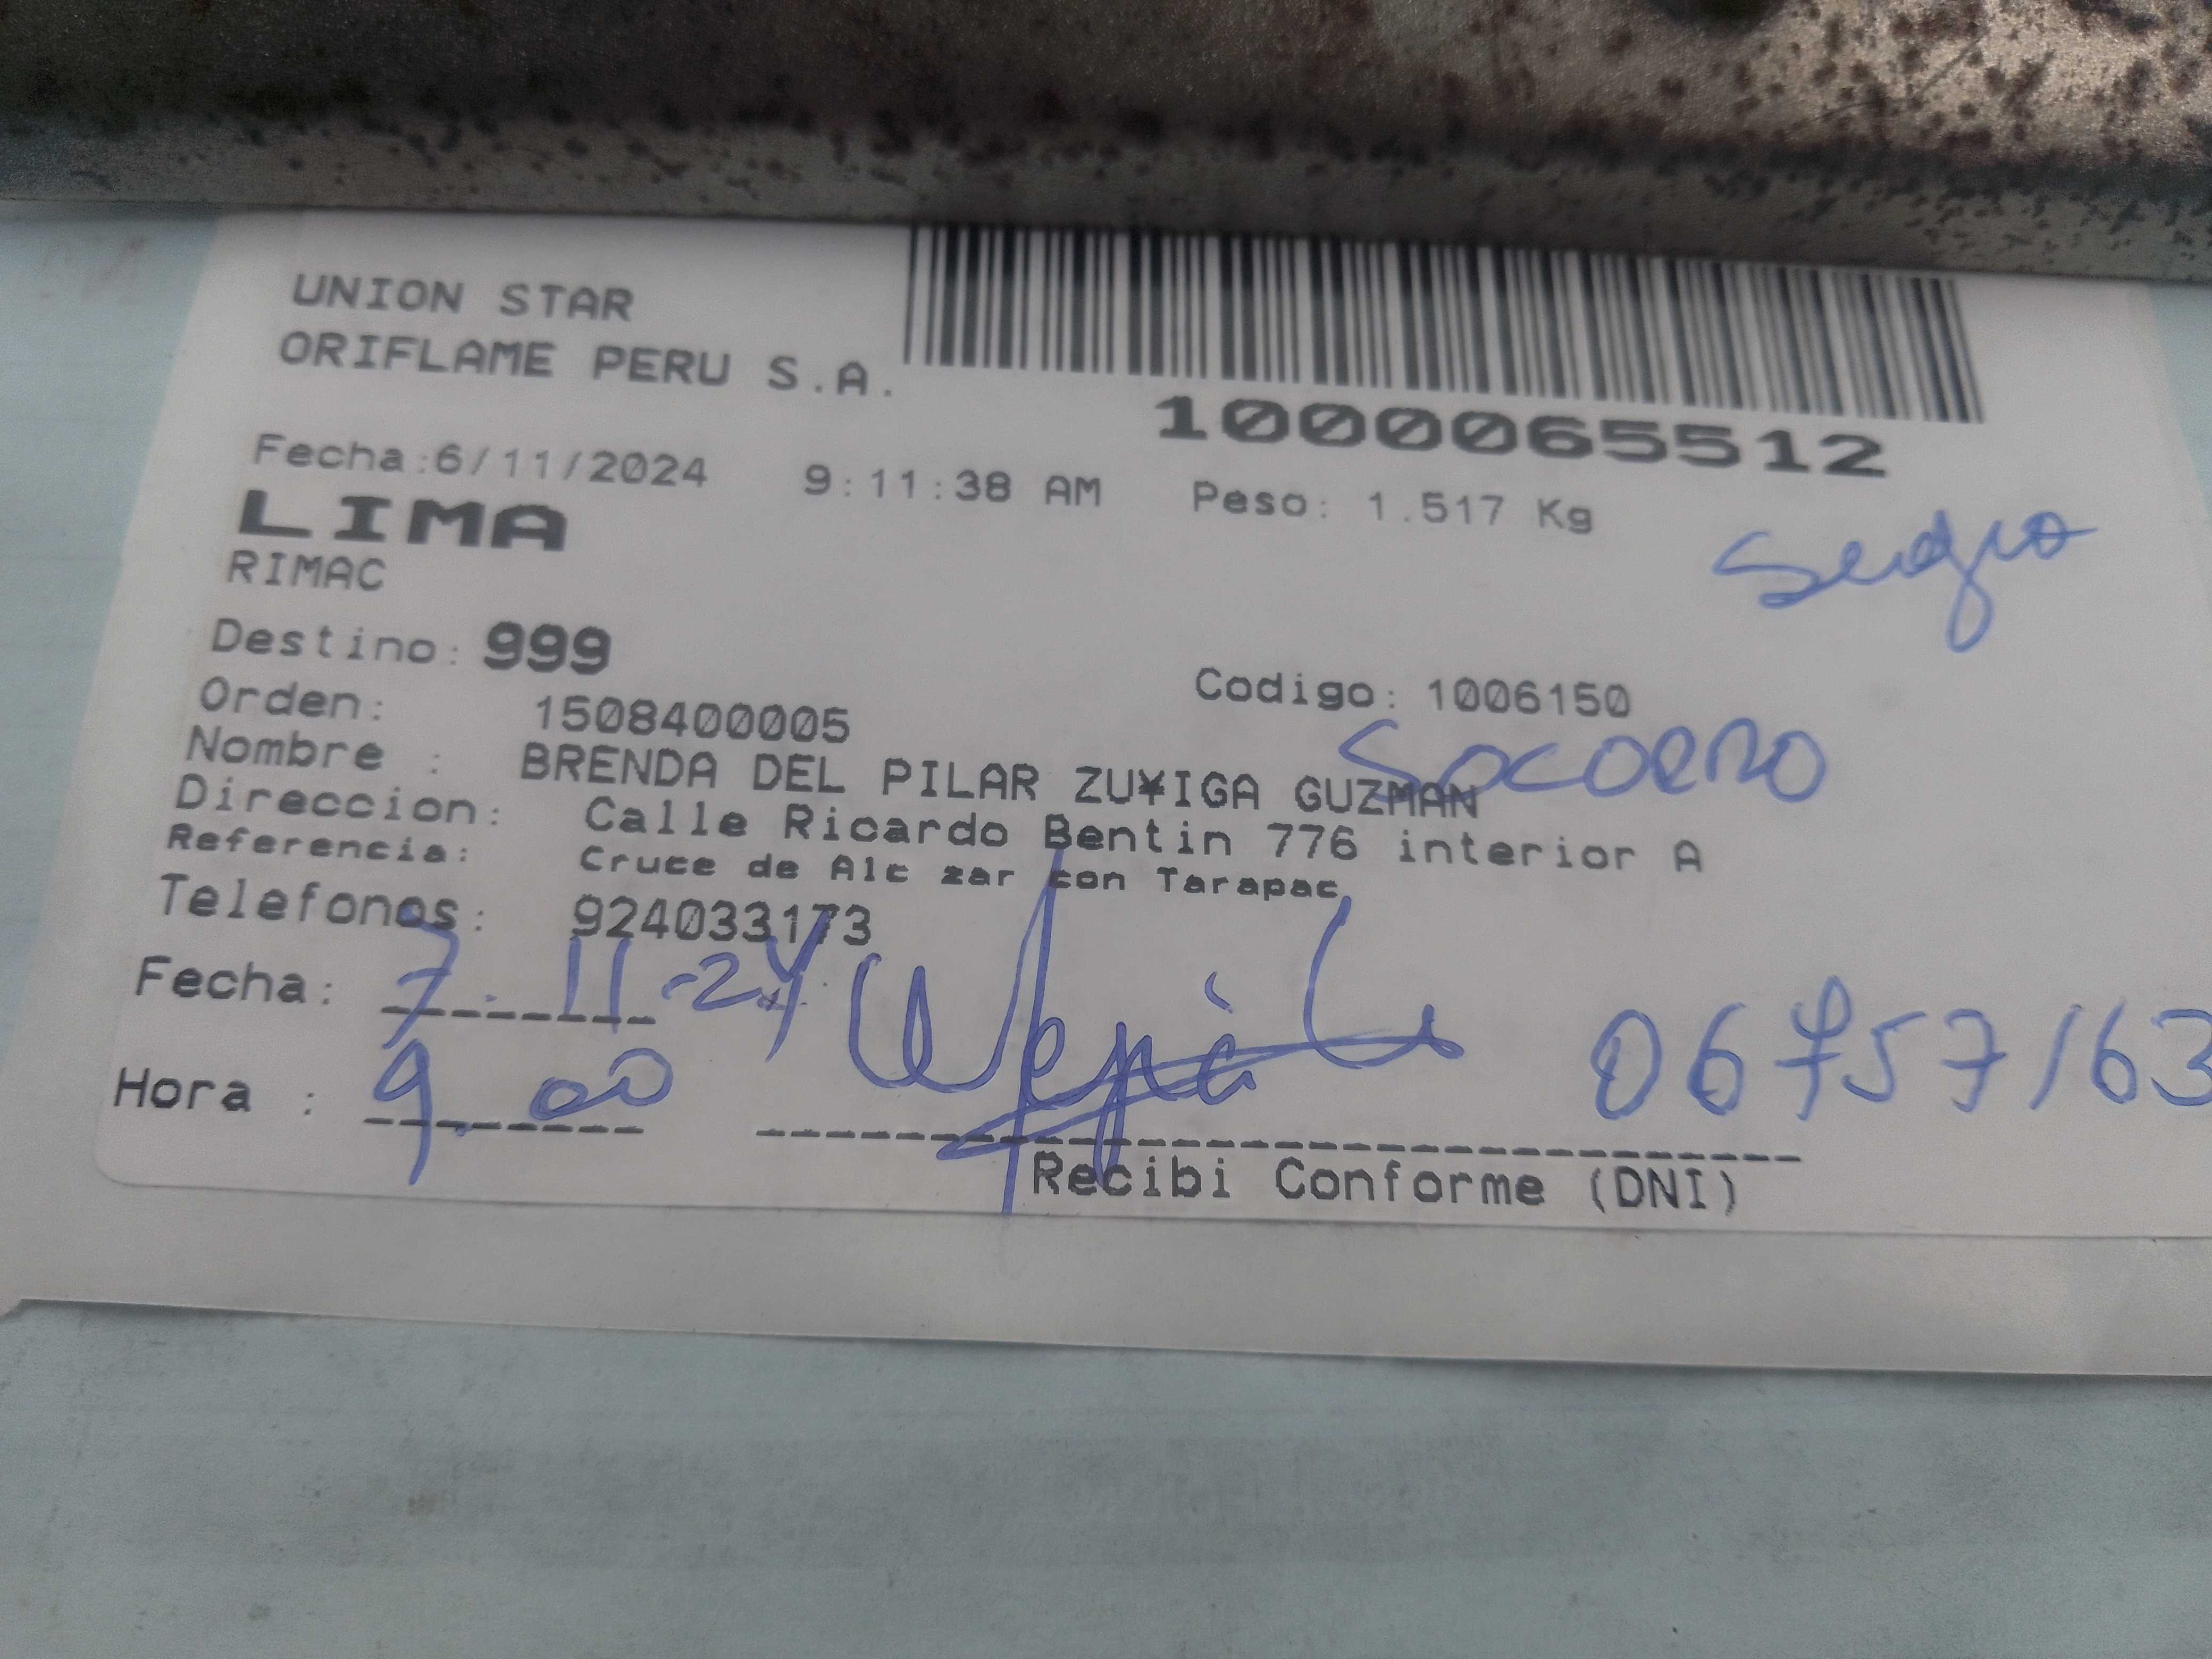 UNION STAR
ORIFLAME PERU S.A.
1000065512
Fecha:6/11/2024 9:11:38 AM Peso: 1.517 Kg
LIMA
RIMAC
Sergio
Destino: 999
Codigo: 1006150
Orden: 1508400005
SOCORRO
Nombre : BRENDA DEL PILAR ZU¥IGA GUZMAN
Direccion: Calle Ricardo Bentin 776 interior A
Referencia: Cruce de Alc zar con Tarapac
Telefonos: 924033173
Fecha: 7-11-24
Hora : 9.00
Recibi Conforme (DNI)